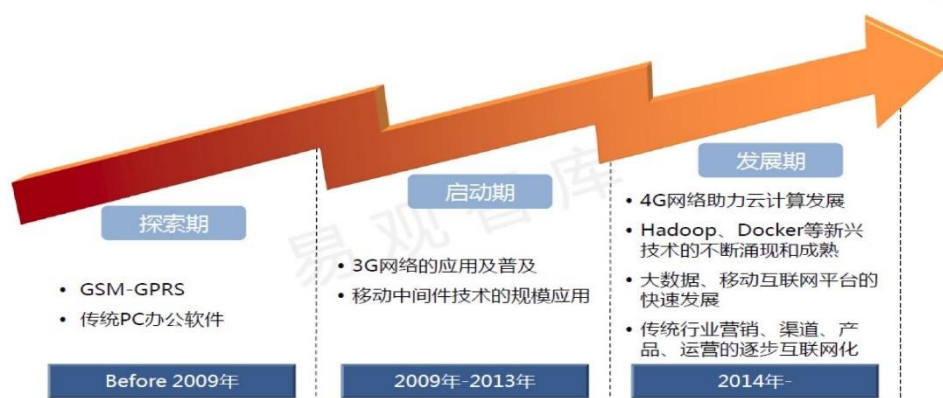 探索期
• GSM-GPRS
• 传统PC办公软件
Before 2009年
启动期
• 3G网络的应用及普及
• 移动中间件技术的规模应用
2009年-2013年
发展期
• 4G网络助力云计算发展
• Hadoop、Docker等新兴
技术的不断涌现和成熟
• 大数据、移动互联网平台的
快速发展
• 传统行业营销、渠道、产
品、运营的逐步互联网化
2014年-
易观智库